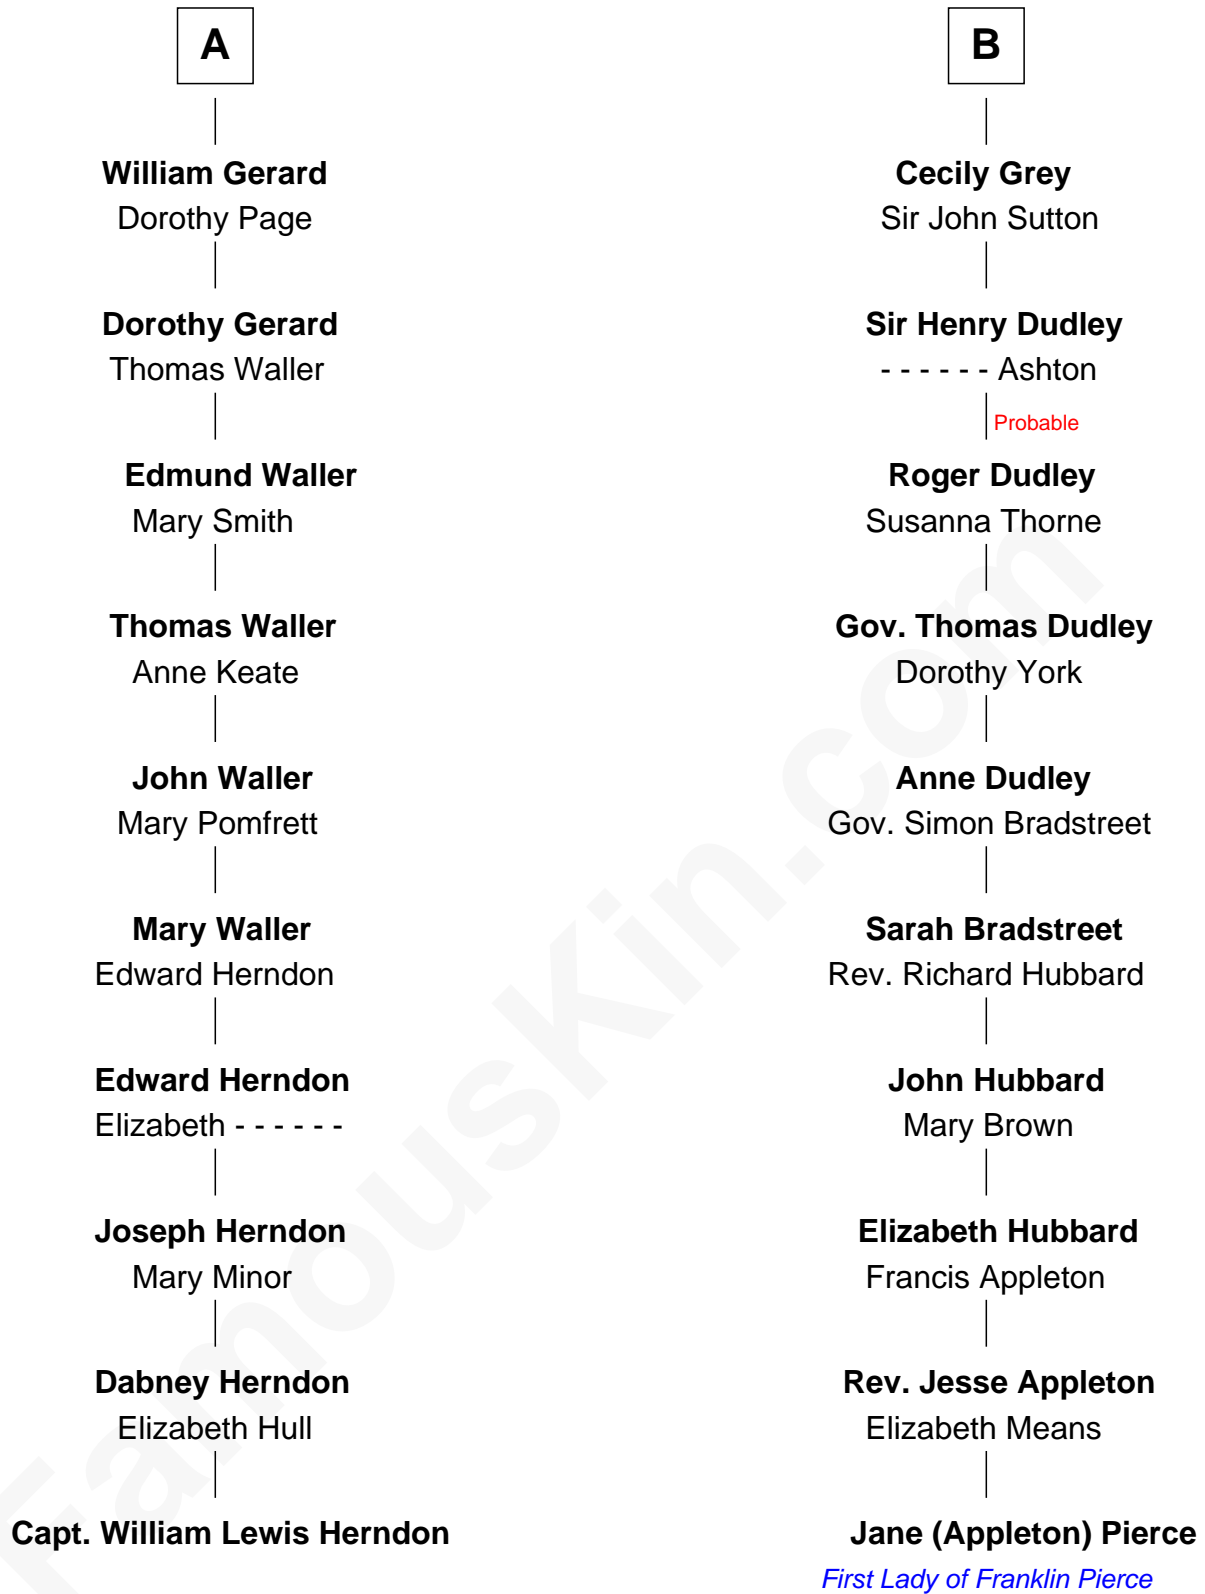 A
William Gerard
Dorothy Page
Dorothy Gerard
Thomas Waller
Edmund Waller
Mary Smith
Thomas Waller
Anne Keate
John Waller
Mary Pomfrett
Mary Waller
Edward Herndon
Edward Herndon
Elizabeth - - - - - -
Joseph Herndon
Mary Minor
Dabney Herndon
Elizabeth Hull
Capt. William Lewis Herndon
B
Cecily Grey
Sir John Sutton
Sir Henry Dudley
- - - - - - Ashton
Probable
Roger Dudley
Susanna Thorne
Gov. Thomas Dudley
Dorothy York
Anne Dudley
Gov. Simon Bradstreet
Sarah Bradstreet
Rev. Richard Hubbard
John Hubbard
Mary Brown
Elizabeth Hubbard
Francis Appleton
Rev. Jesse Appleton
Elizabeth Means
Jane (Appleton) Pierce
First Lady of Franklin Pierce
FamousKin.com